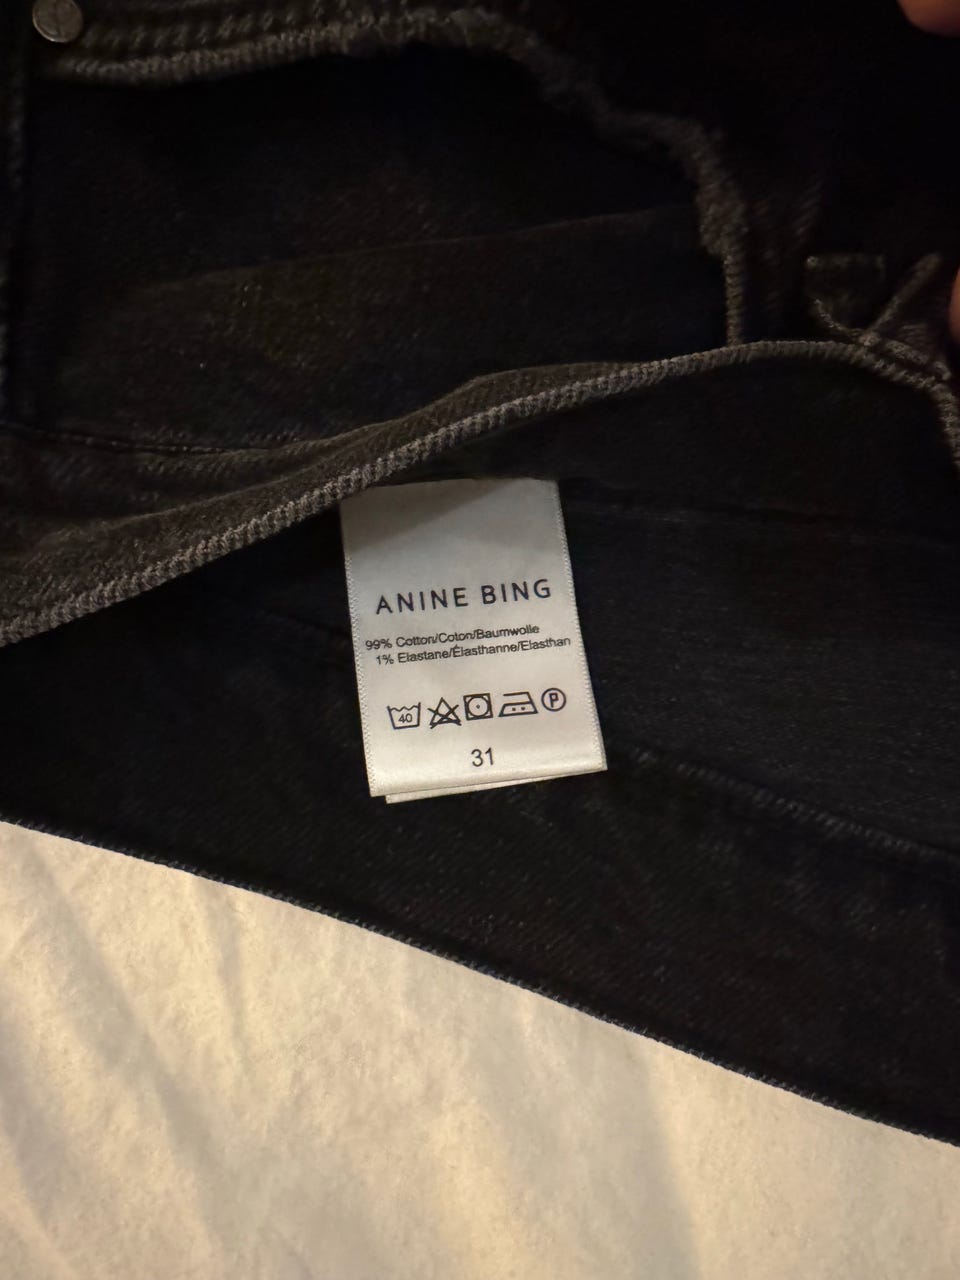 ANINE BING
99% Cotton/Coton/Baumwolle
1% Elastane/Élasthanne/Elasthan
40 P
31